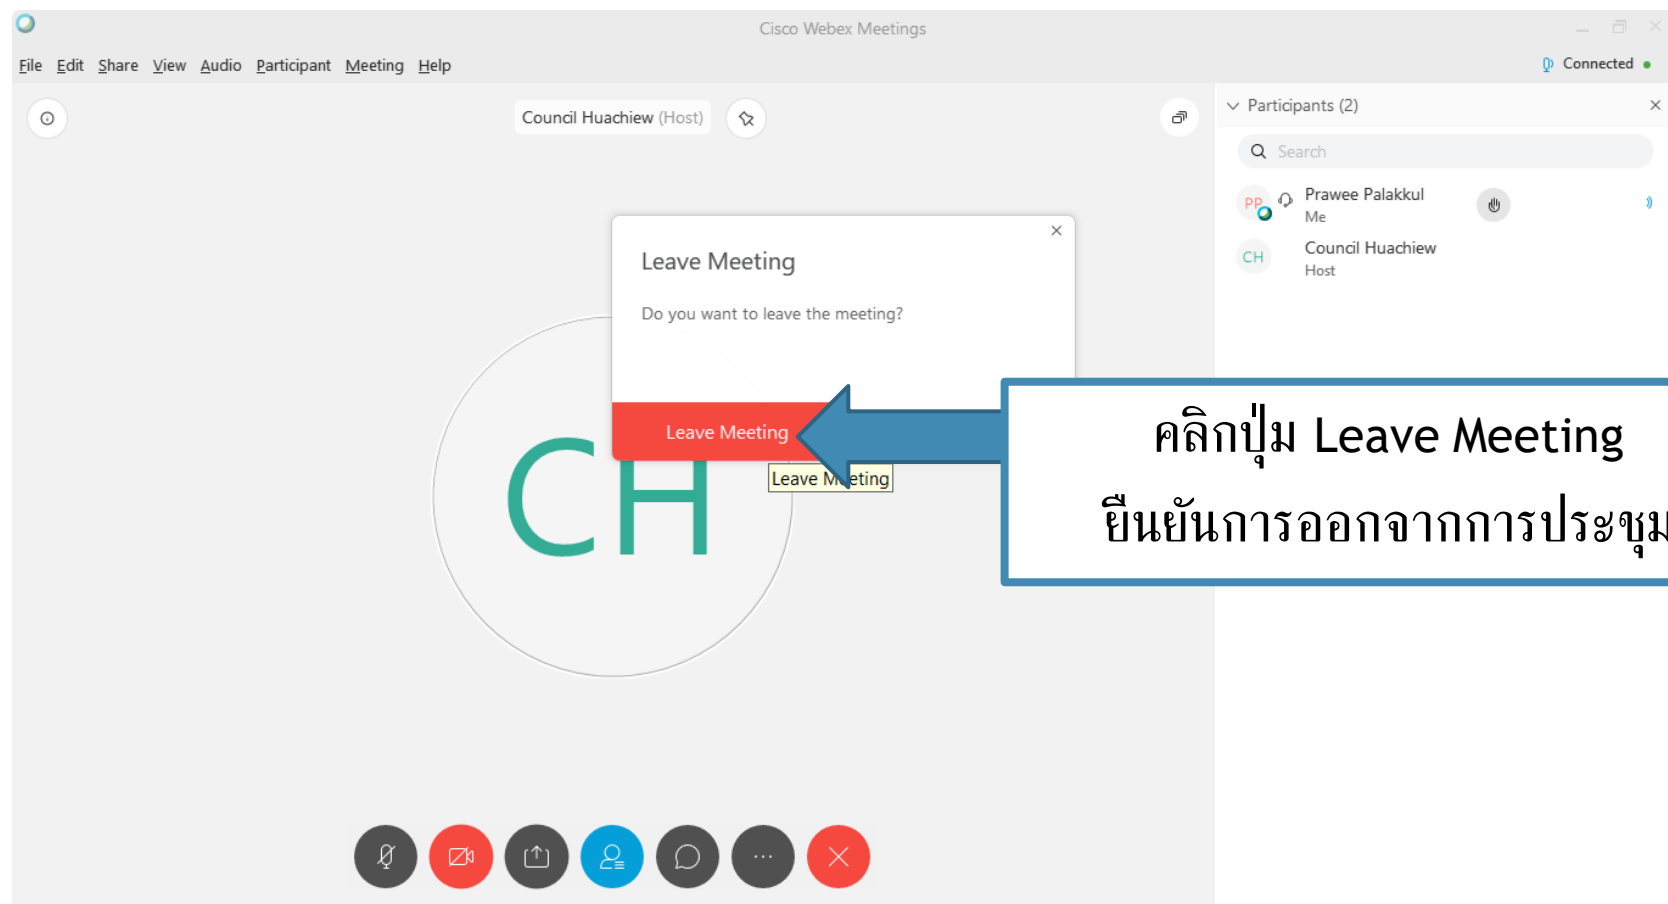 Cisco Webex Meetings
File Edit Share View Audio Participant Meeting Help
Connected
Council Huachiew (Host)
Participants (2)
Search
PP
Prawee Palakkul
Me
CH
Council Huachiew
Host
Leave Meeting
Do you want to leave the meeting?
Leave Meeting
Leave Meeting
CH
คลิกปุ่ม Leave Meeting
ยืนยันการออกจากการประชุม